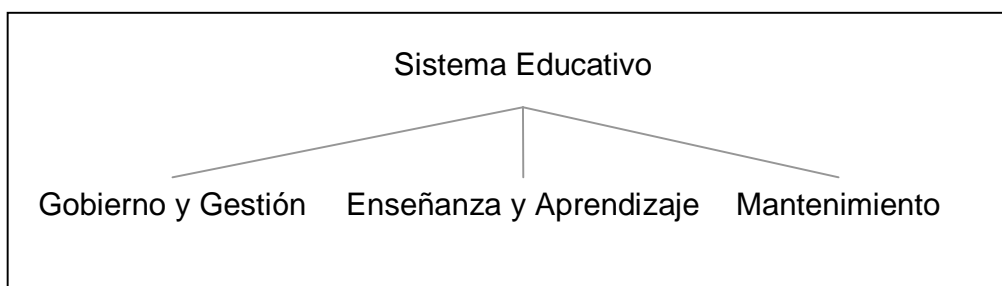 Sistema Educativo
Gobierno y Gestión Enseñanza y Aprendizaje Mantenimiento